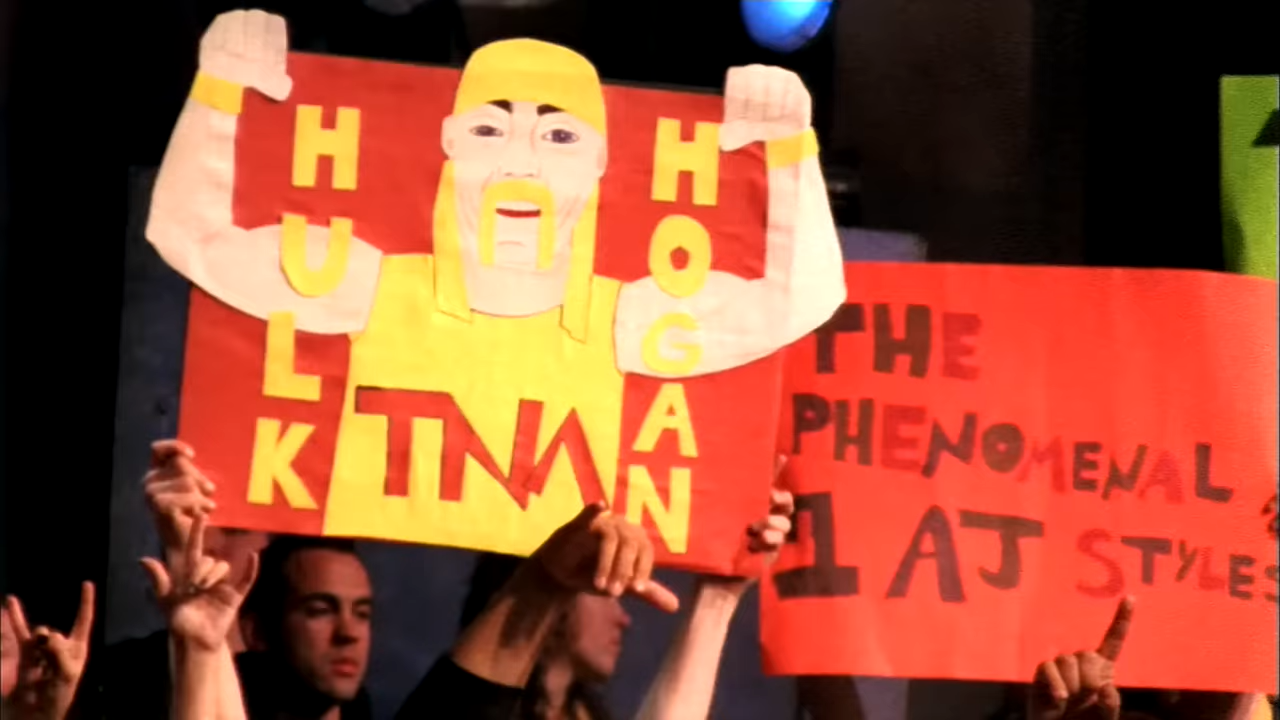 HULK
HOGAN
TNA
THE
PHENOMENAL
1 AJ STYLES